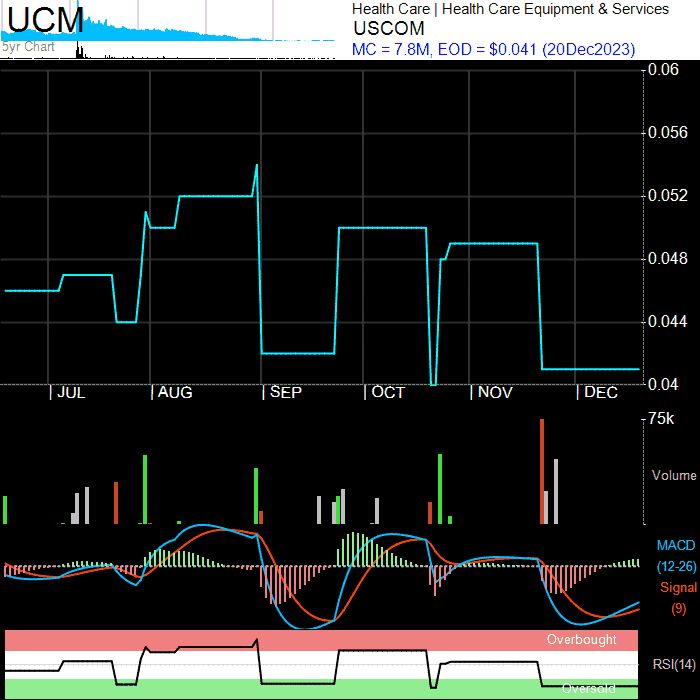 UCM
5yr Chart
Health Care | Health Care Equipment & Services
USCOM
MC = 7.8M, EOD = $0.041 (20Dec2023)
0.06
0.056
0.052
0.048
0.044
0.04
| JUL | AUG | SEP | OCT | NOV | DEC
75k
Volume
MACD
(12-26)
Signal
(9)
Overbought
RSI(14)
Oversold